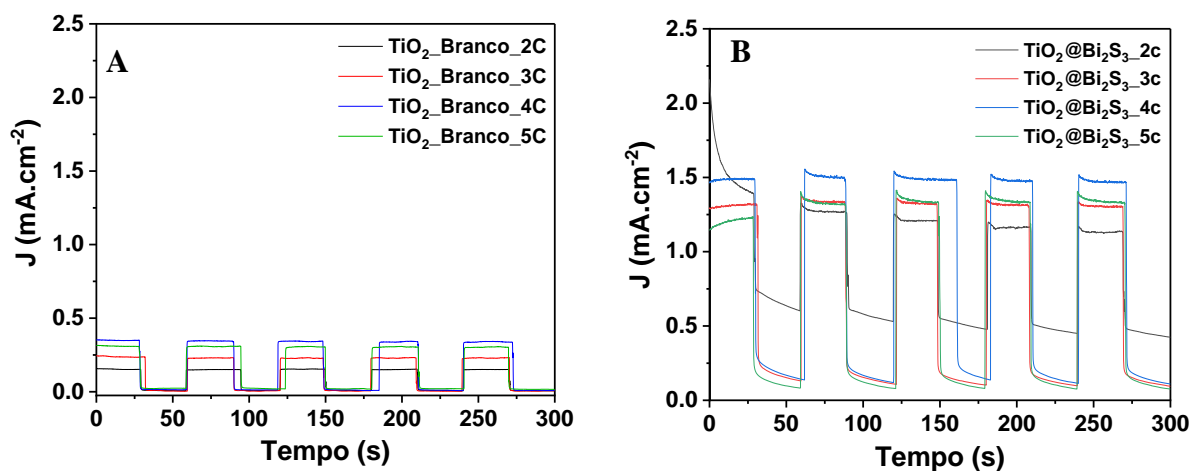 A
TiO₂_Branco_2C
TiO₂_Branco_3C
TiO₂_Branco_4C
TiO₂_Branco_5C
J (mA.cm⁻²)
2.5
2.0
1.5
1.0
0.5
0.0
0 50 100 150 200 250 300
Tempo (s)
B
TiO₂@Bi₂S₃_2c
TiO₂@Bi₂S₃_3c
TiO₂@Bi₂S₃_4c
TiO₂@Bi₂S₃_5c
J (mA.cm⁻²)
2.5
2.0
1.5
1.0
0.5
0.0
0 50 100 150 200 250 300
Tempo (s)